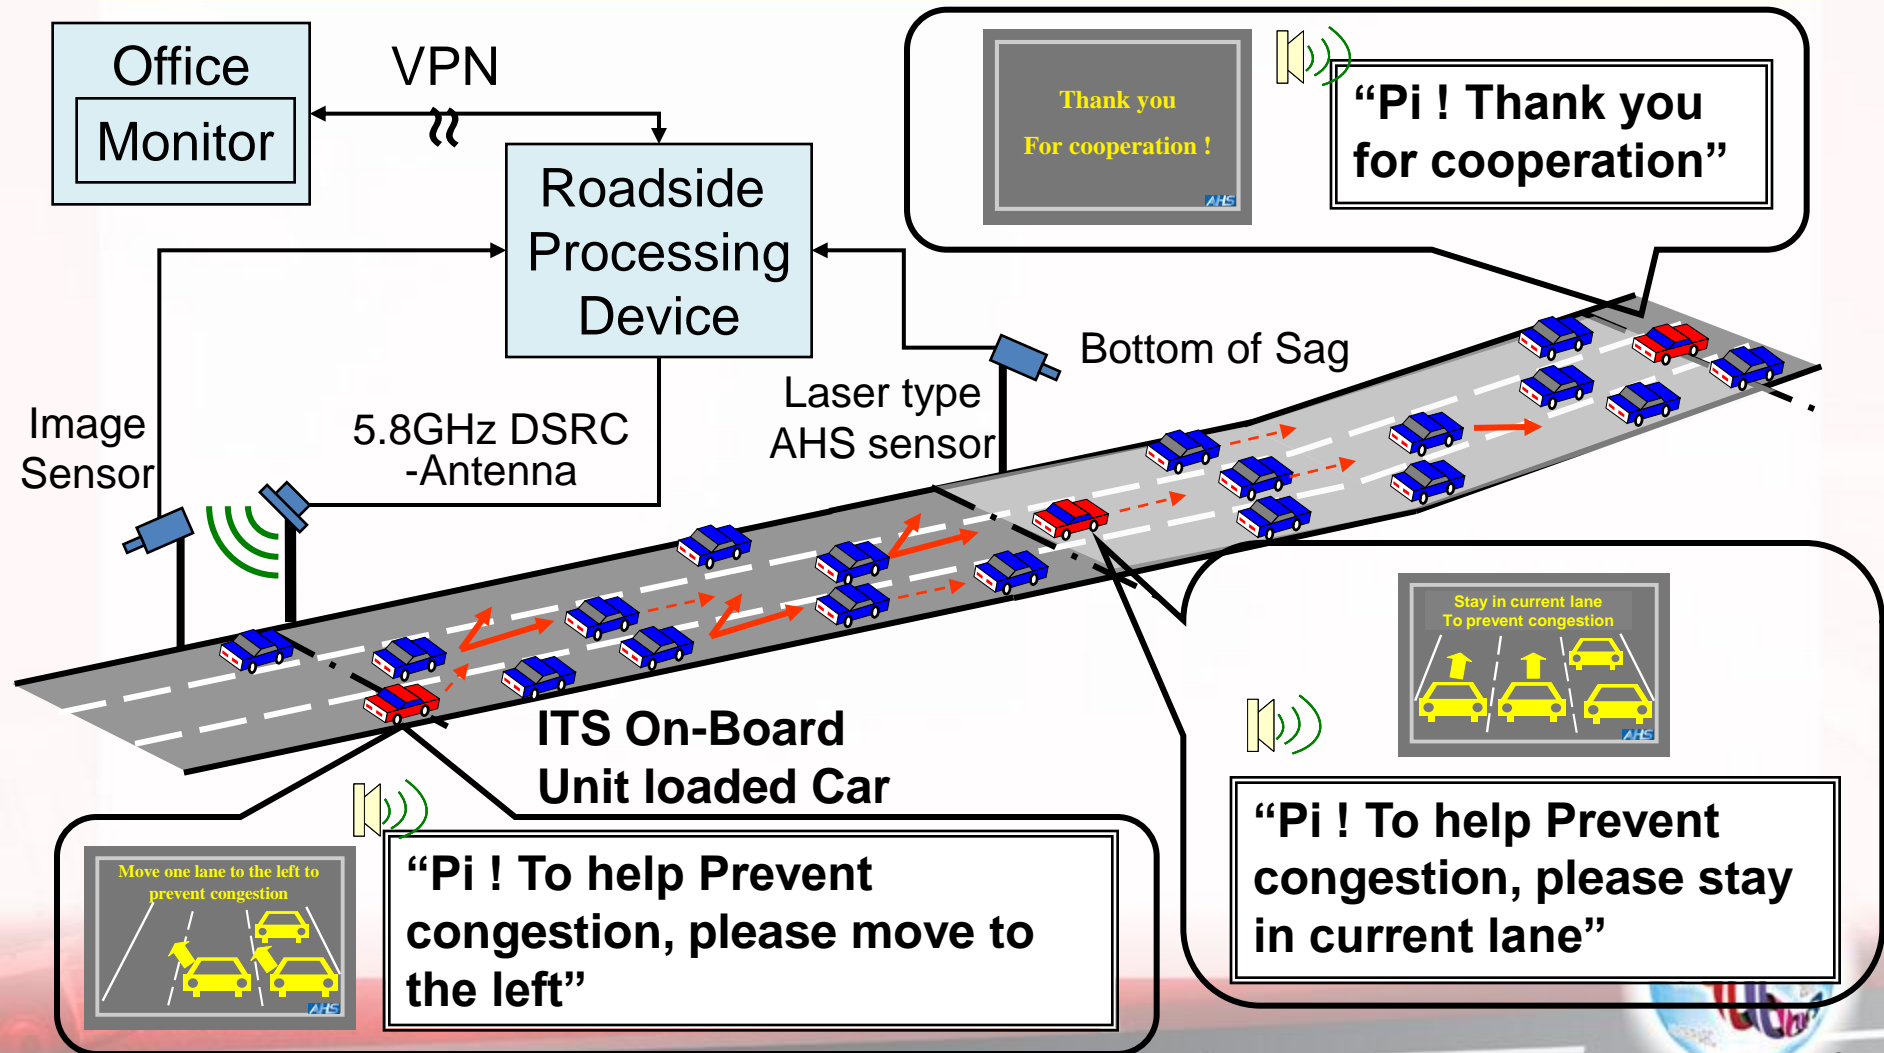 Office
Monitor
VPN
Roadside
Processing
Device
Thank you
For cooperation !
AHS
“Pi ! Thank you
for cooperation”
Image
Sensor
5.8GHz DSRC
-Antenna
Laser type
AHS sensor
Bottom of Sag
ITS On-Board
Unit loaded Car
Move one lane to the left to
prevent congestion
AHS
“Pi ! To help Prevent
congestion, please move to
the left”
Stay in current lane
To prevent congestion
AHS
“Pi ! To help Prevent
congestion, please stay
in current lane”